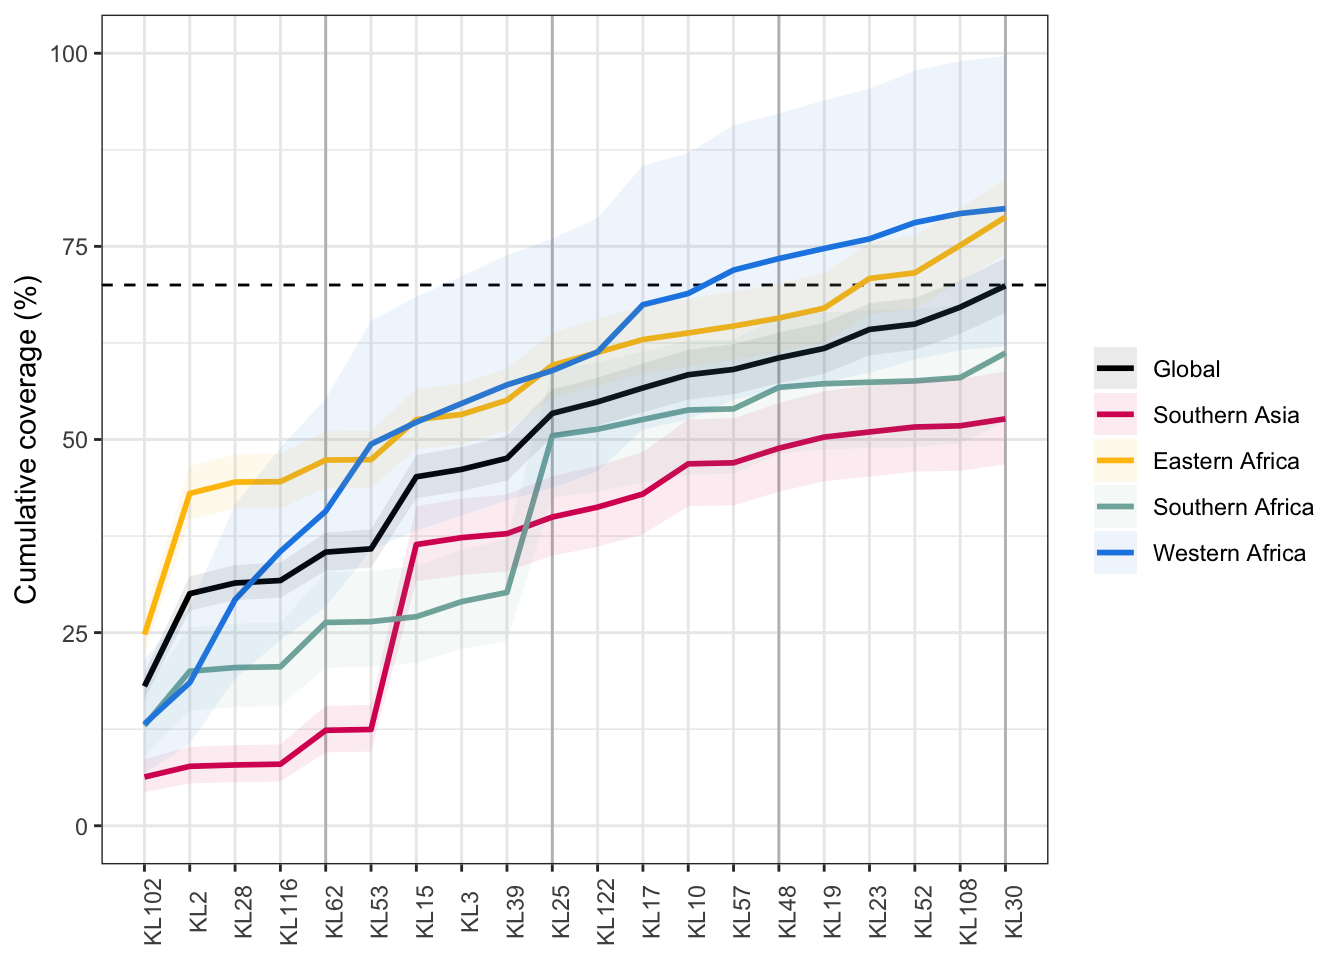 Cumulative coverage (%)
100
75
50
25
0
KL102
KL2
KL28
KL116
KL62
KL53
KL15
KL3
KL39
KL25
KL122
KL17
KL10
KL57
KL48
KL19
KL23
KL52
KL108
KL30
Global
Southern Asia
Eastern Africa
Southern Africa
Western Africa